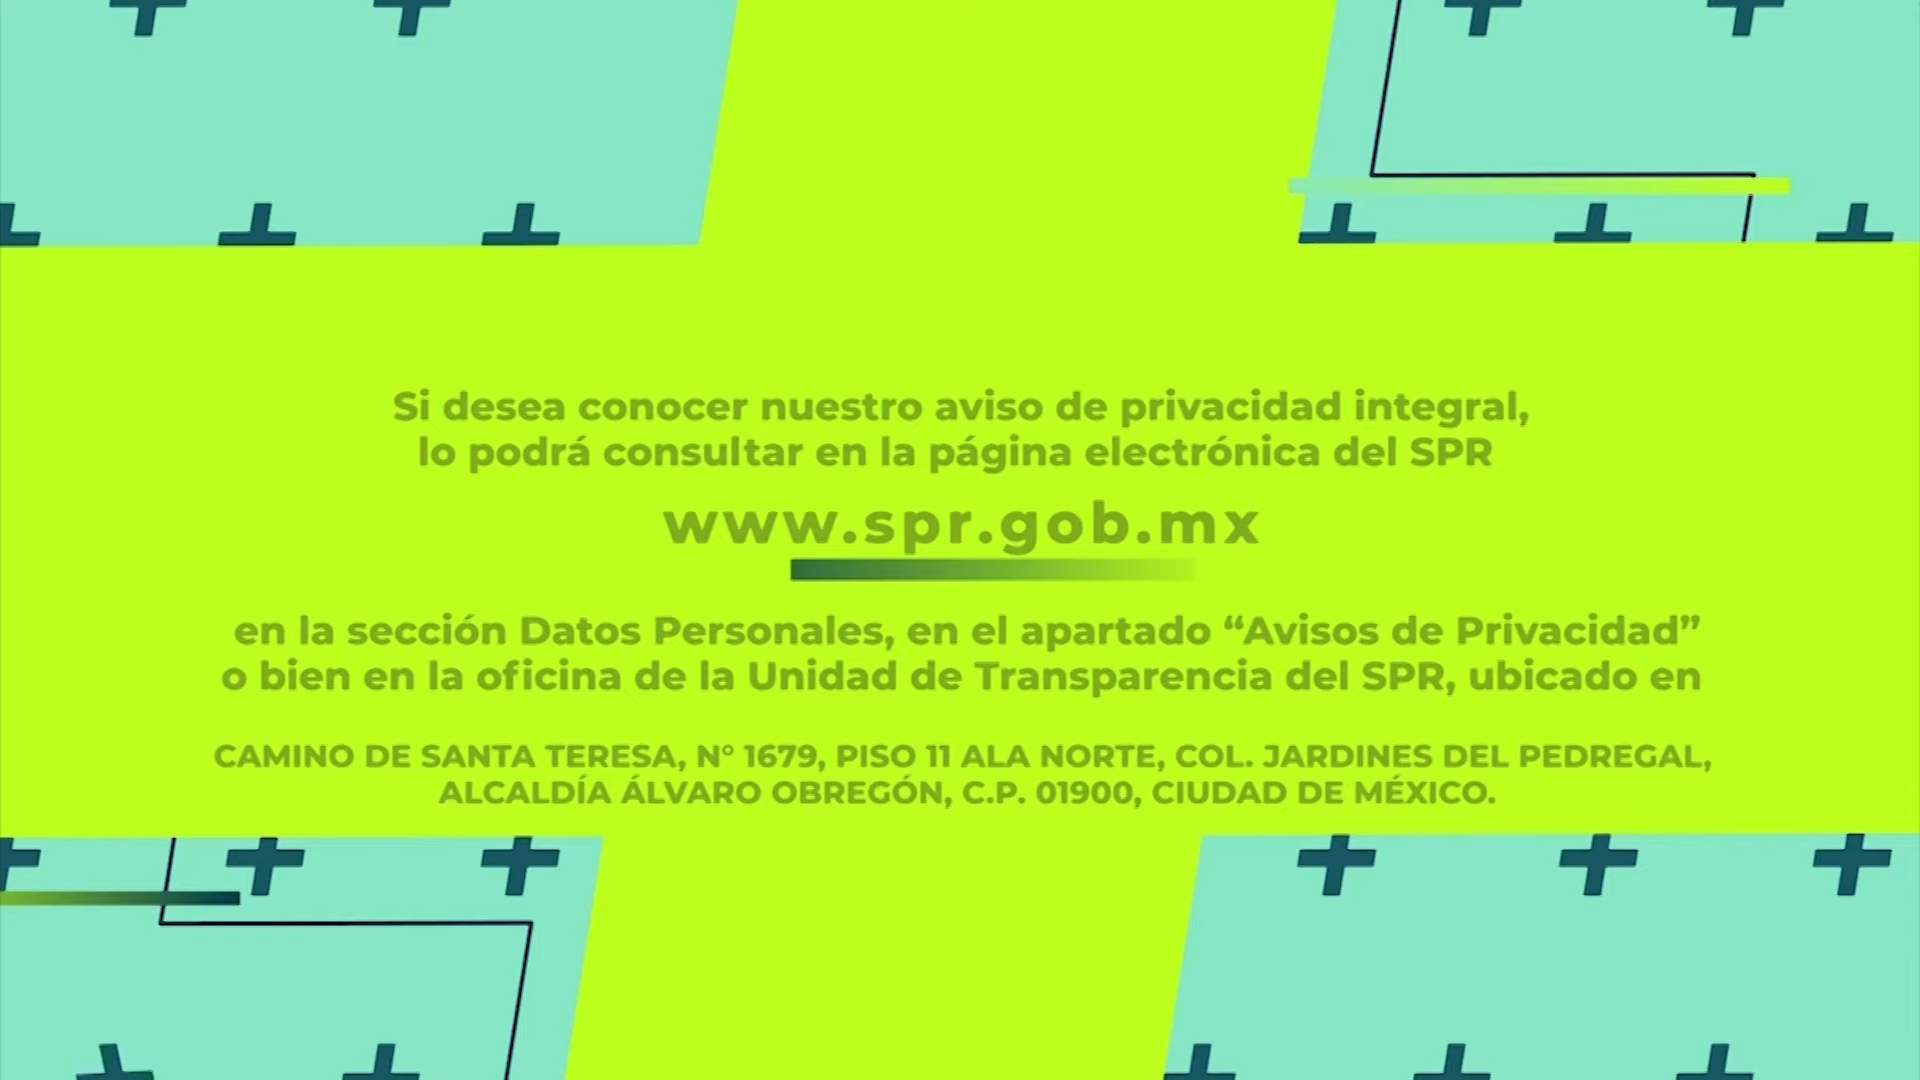 Si desea conocer nuestro aviso de privacidad integral,
lo podrá consultar en la página electrónica del SPR
www.spr.gob.mx
en la sección Datos Personales, en el apartado “Avisos de Privacidad”
o bien en la oficina de la Unidad de Transparencia del SPR, ubicado en
CAMINO DE SANTA TERESA, N° 1679, PISO 11 ALA NORTE, COL. JARDINES DEL PEDREGAL,
ALCALDÍA ÁLVARO OBREGÓN, C.P. 01900, CIUDAD DE MÉXICO.